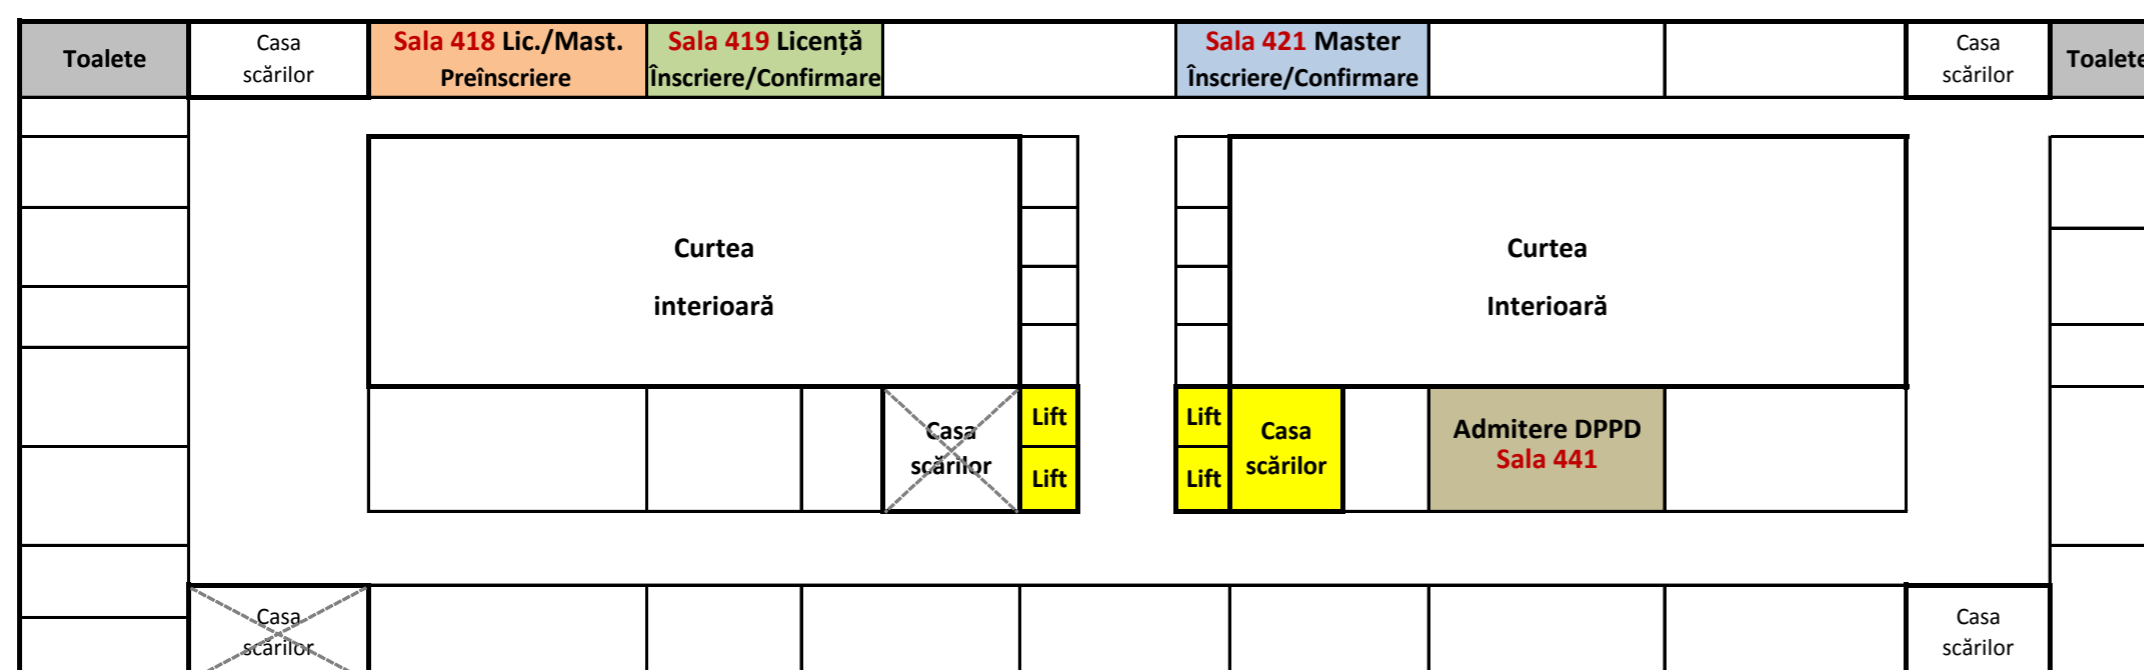 Toalete
Casa
scărilor
Sala 418 Lic./Mast.
Preînscriere
Sala 419 Licență
Înscriere/Confirmare
Sala 421 Master
Înscriere/Confirmare
Casa
scărilor
Toalete
Curtea
interioară
Curtea
Interioară
Casa
scărilor
Lift
Lift
Lift
Lift
Casa
scărilor
Admitere DPPD
Sala 441
Casa
scărilor
Casa
scărilor